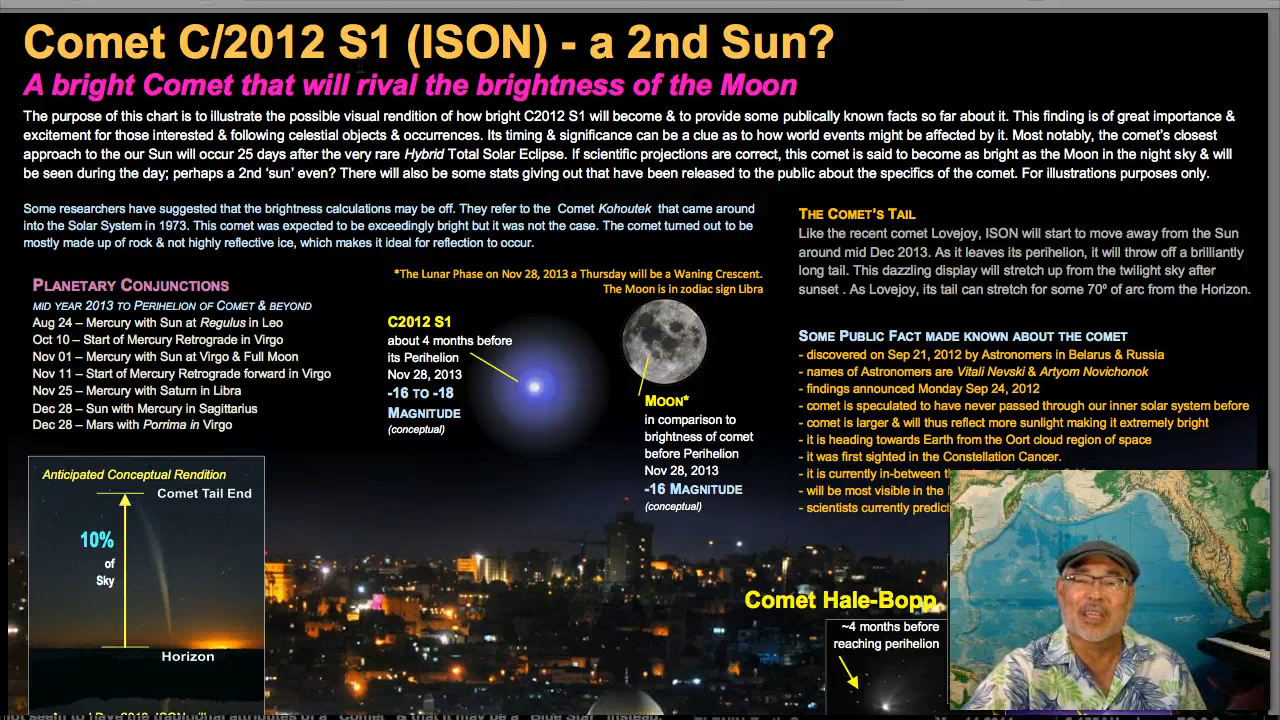 Comet C/2012 S1 (ISON) - a 2nd Sun?
A bright Comet that will rival the brightness of the Moon
The purpose of this chart is to illustrate the possible visual rendition of how bright C2012 S1 will become & to provide some publically known facts so far about it. This finding is of great importance &
excitement for those interested & following celestial objects & occurrences. Its timing & significance can be a clue as to how world events might be affected by it. Most notably, the comet's closest
approach to the our Sun will occur 25 days after the very rare Hybrid Total Solar Eclipse. If scientific projections are correct, this comet is said to become as bright as the Moon in the night sky & will
be seen during the day; perhaps a 2nd 'sun' even? There will also be some stats giving out that have been released to the public about the specifics of the comet. For illustrations purposes only.
Some researchers have suggested that the brightness calculations may be off. They refer to the Comet Kohoutek that came around
into the Solar System in 1973. This comet was expected to be exceedingly bright but it was not the case. The comet turned out to be
mostly made up of rock & not highly reflective ice, which makes it ideal for reflection to occur.
PLANETARY CONJUNCTIONS
MID YEAR 2013 TO PERIHELION OF COMET & BEYOND
Aug 24 – Mercury with Sun at Regulus in Leo
Oct 10 – Start of Mercury Retrograde in Virgo
Nov 01 – Mercury with Sun at Virgo & Full Moon
Nov 11 – Start of Mercury Retrograde forward in Virgo
Nov 25 – Mercury with Saturn in Libra
Dec 28 – Sun with Mercury in Sagittarius
Dec 28 – Mars with Porrima in Virgo
*The Lunar Phase on Nov 28, 2013 a Thursday will be a Waning Crescent.
The Moon is in zodiac sign Libra
C2012 S1
about 4 months before
its Perihelion
Nov 28, 2013
-16 TO -18
MAGNITUDE
(conceptual)
MOON*
in comparison to
brightness of comet
before Perihelion
Nov 28, 2013
-16 MAGNITUDE
(conceptual)
THE COMET'S TAIL
Like the recent comet Lovejoy, ISON will start to move away from the Sun
around mid Dec 2013. As it leaves its perihelion, it will throw off a brilliantly
long tail. This dazzling display will stretch up from the twilight sky after
sunset . As Lovejoy, its tail can stretch for some 70º of arc from the Horizon.
SOME PUBLIC FACT MADE KNOWN ABOUT THE COMET
- discovered on Sep 21, 2012 by Astronomers in Belarus & Russia
- names of Astronomers are Vitali Nevski & Artyom Novichonok
- findings announced Monday Sep 24, 2012
- comet is speculated to have never passed through our inner solar system before
- comet is larger & will thus reflect more sunlight making it extremely bright
- it is heading towards Earth from the Oort cloud region of space
- it was first sighted in the Constellation Cancer.
- it is currently in-between
- will be most visible in the
- scientists currently predict
Anticipated Conceptual Rendition
Comet Tail End
10%
of
Sky
Horizon
Comet Hale-Bopp
~4 months before
reaching perihelion